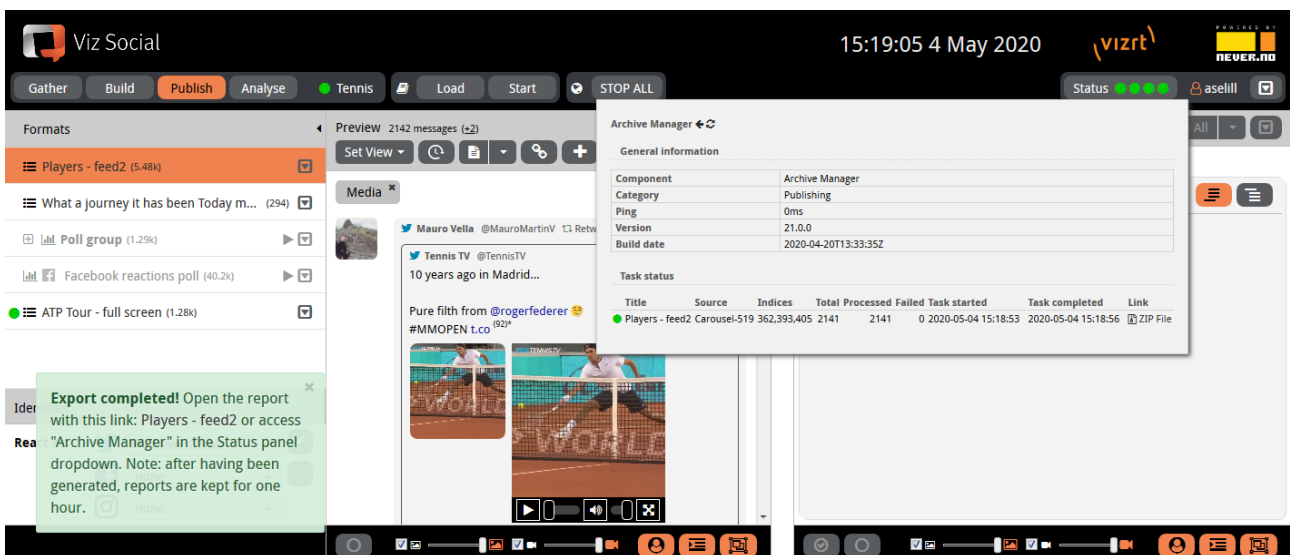 Viz Social
15:19:05 4 May 2020
vizrt
POWERED BY
never.no
Gather Build Publish Analyse
Tennis Load Start STOP ALL
Status aselill
Formats
Players - feed2 (5.48k)
What a journey it has been Today m... (294)
Poll group (1.29k)
Facebook reactions poll (40.2k)
ATP Tour - full screen (1.28k)
Export completed! Open the report
with this link: Players - feed2 or access
"Archive Manager" in the Status panel
dropdown. Note: after having been
generated, reports are kept for one
hour.
none
Preview 2142 messages (+2)
Set View
Media
Mauro Vella @MauroMartinV Retw
Tennis TV @TennisTV
10 years ago in Madrid...
Pure filth from @rogerfederer
#MMOPEN t.co (92)*
TENNISTV
WORLD
WORLD
All
Archive Manager
General information
Component Archive Manager
Category Publishing
Ping 0ms
Version 21.0.0
Build date 2020-04-20T13:33:35Z
Task status
Title Source Indices Total Processed Failed Task started Task completed Link
Players - feed2 Carousel-519 362,393,405 2141 2141 0 2020-05-04 15:18:53 2020-05-04 15:18:56 ZIP File